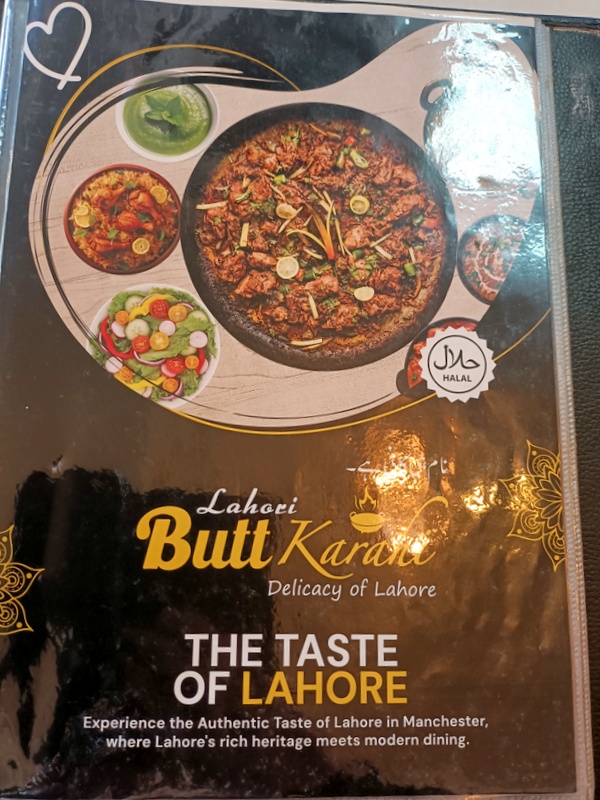 حلال
HALAL
نام
Lahori
Butt Karahi
Delicacy of Lahore
THE TASTE
OF LAHORE
Experience the Authentic Taste of Lahore in Manchester,
where Lahore's rich heritage meets modern dining.